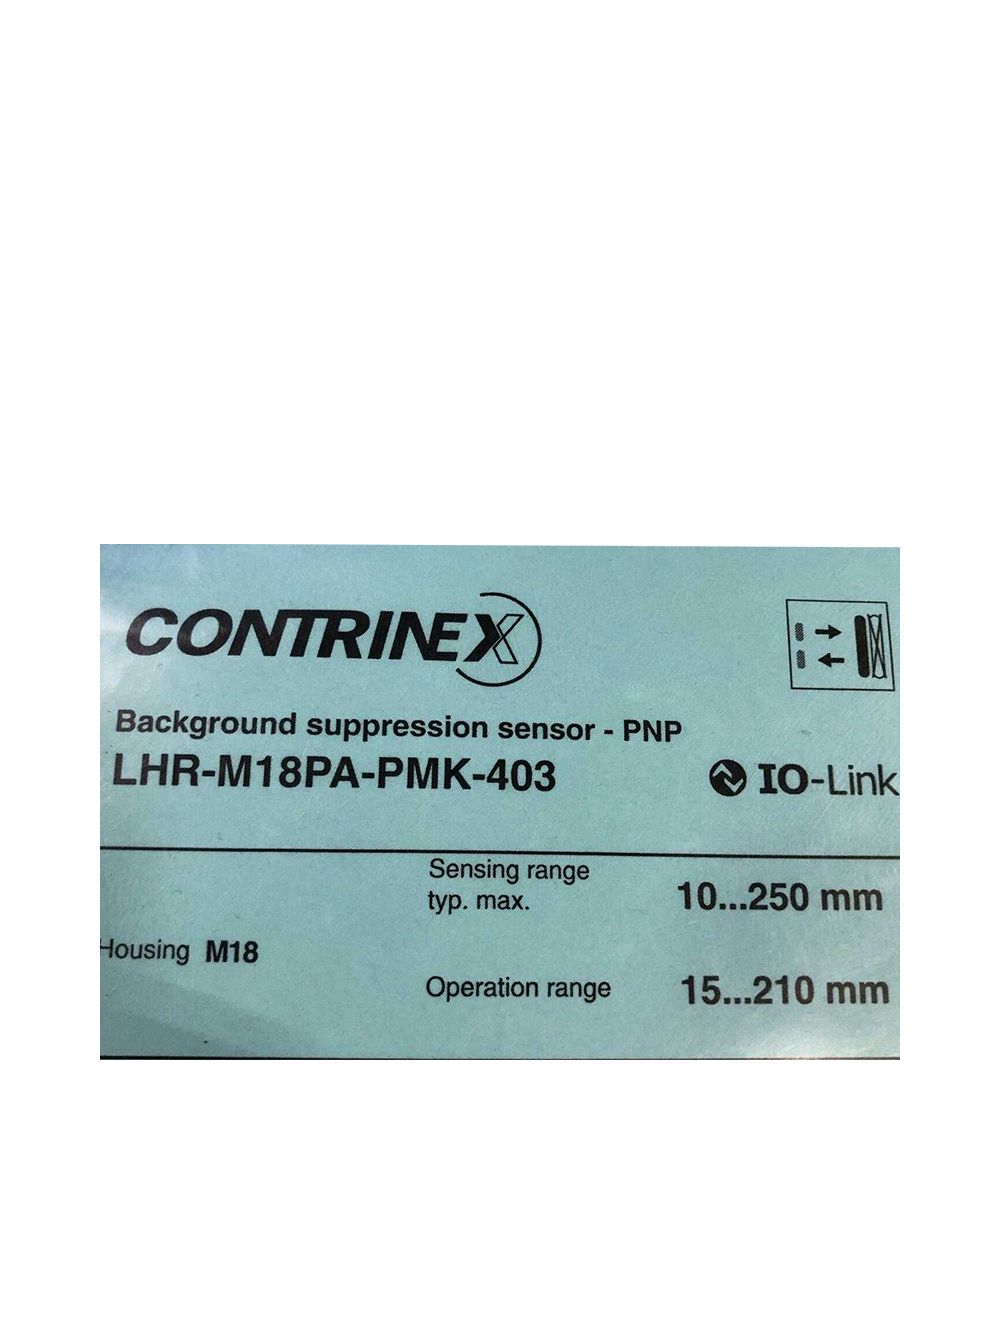 CONTRINEX
Background suppression sensor - PNP
LHR-M18PA-PMK-403
IO-Link
Sensing range
typ. max.
10...250 mm
Housing M18
Operation range
15...210 mm